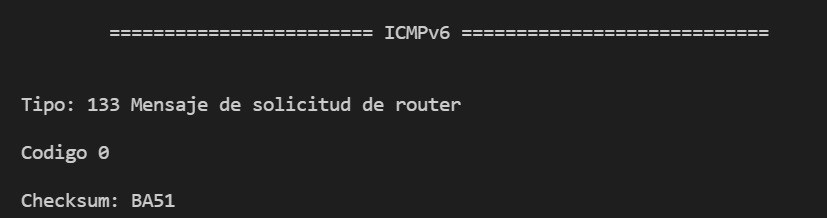 ======================== ICMPv6 ============================
Tipo: 133 Mensaje de solicitud de router
Codigo 0
Checksum: BA51